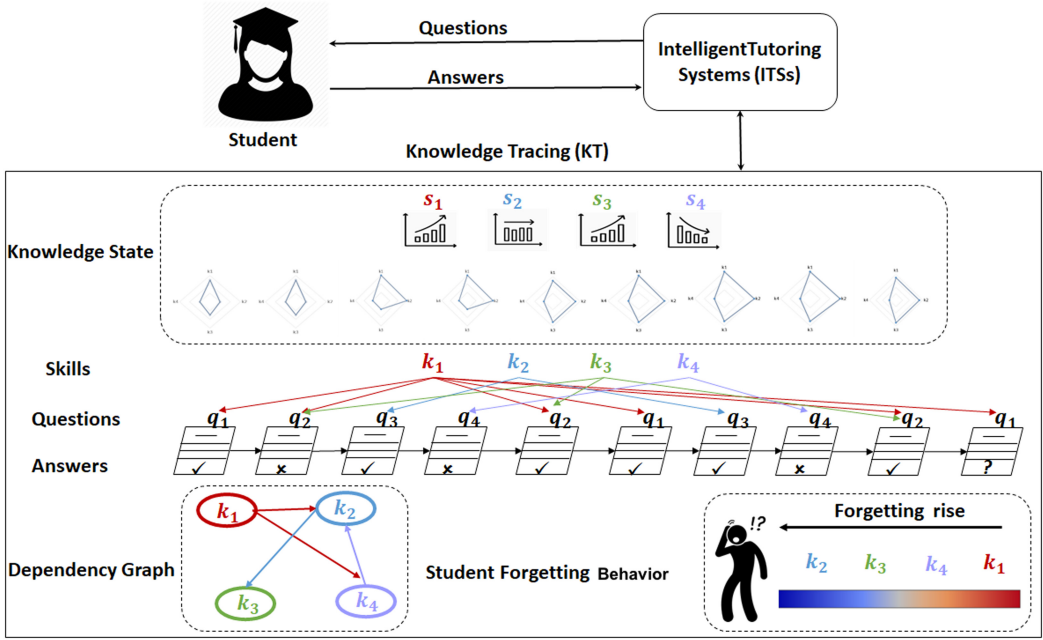 Questions
IntelligentTutoring
Systems (ITSs)
Answers
Student
Knowledge Tracing (KT)
s1 s2 s3 s4
Knowledge State
Skills
k1 k2 k3 k4
Questions
q1 q2 q3 q4 q2 q1 q3 q4 q2 q1
Answers
✓ × ✓ × ✓ ✓ ✓ × ✓ ?
k1 k2
Forgetting rise
!?
Dependency Graph
Student Forgetting Behavior
k2 k3 k4 k1
k3 k4